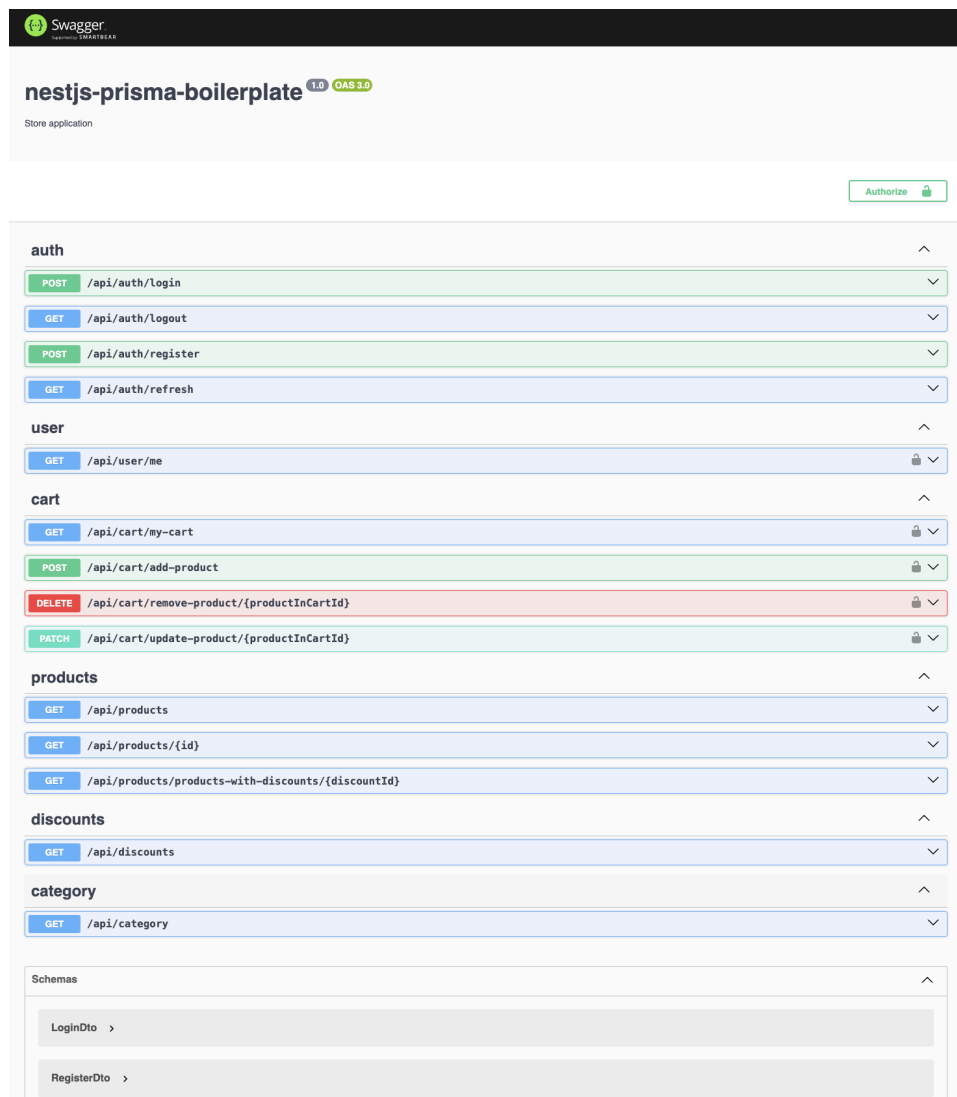 Swagger.
Supported by SMARTBEAR
nestjs-prisma-boilerplate 1.0 OAS 3.0
Store application
Authorize
auth
POST /api/auth/login
GET /api/auth/logout
POST /api/auth/register
GET /api/auth/refresh
user
GET /api/user/me
cart
GET /api/cart/my-cart
POST /api/cart/add-product
DELETE /api/cart/remove-product/{productInCartId}
PATCH /api/cart/update-product/{productInCartId}
products
GET /api/products
GET /api/products/{id}
GET /api/products/products-with-discounts/{discountId}
discounts
GET /api/discounts
category
GET /api/category
Schemas
LoginDto
RegisterDto